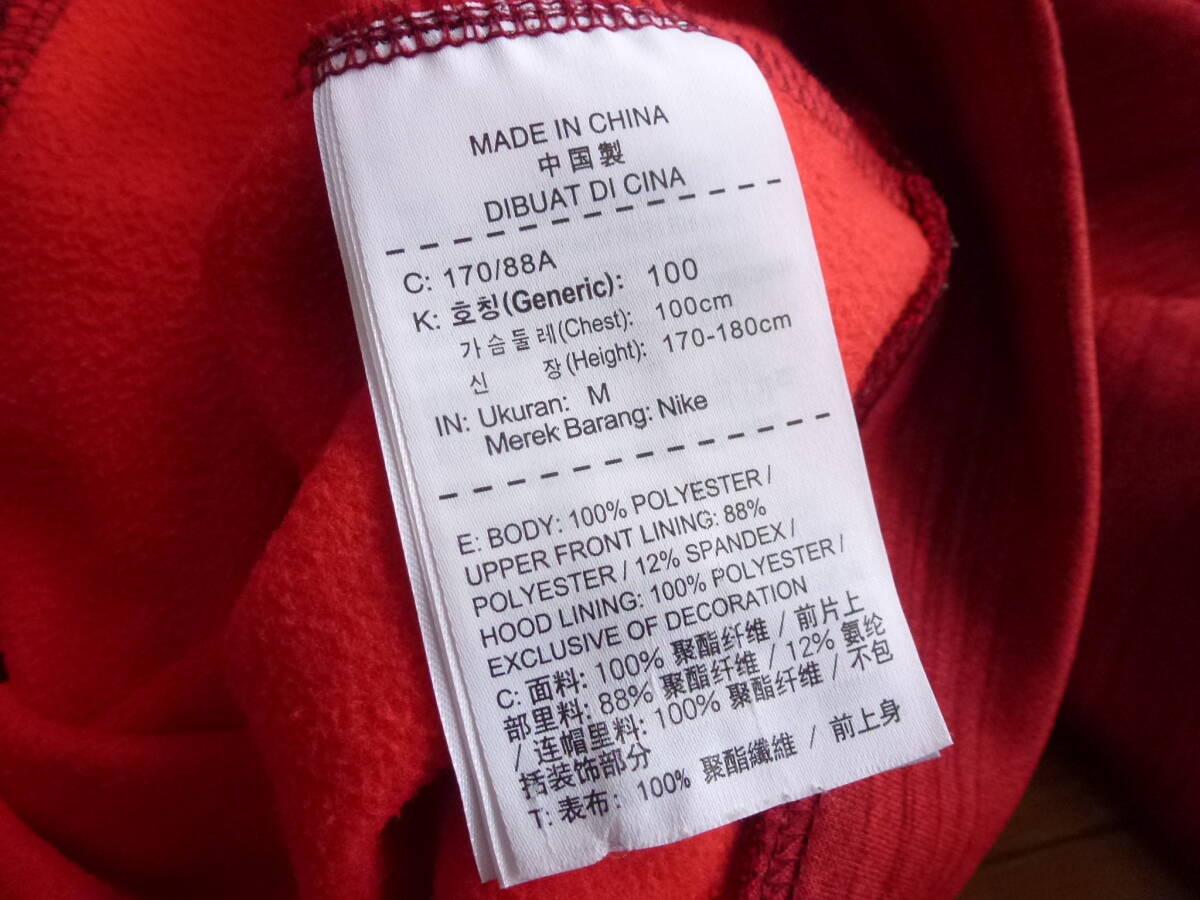 MADE IN CHINA
中国製
DIBUAT DI CINA
C: 170/88A
K: 호칭(Generic): 100
가슴둘레(Chest): 100cm
신 장(Height): 170-180cm
IN: Ukuran: M
Merek Barang: Nike
E: BODY: 100% POLYESTER /
UPPER FRONT LINING: 88%
POLYESTER / 12% SPANDEX /
HOOD LINING: 100% POLYESTER /
EXCLUSIVE OF DECORATION
C: 面料: 100% 聚酯纤维 / 前片上
部里料: 88% 聚酯纤维 / 12% 氨纶
/ 连帽里料: 100% 聚酯纤维 / 不包
括装饰部分
T: 表布: 100% 聚酯纖維 / 前上身